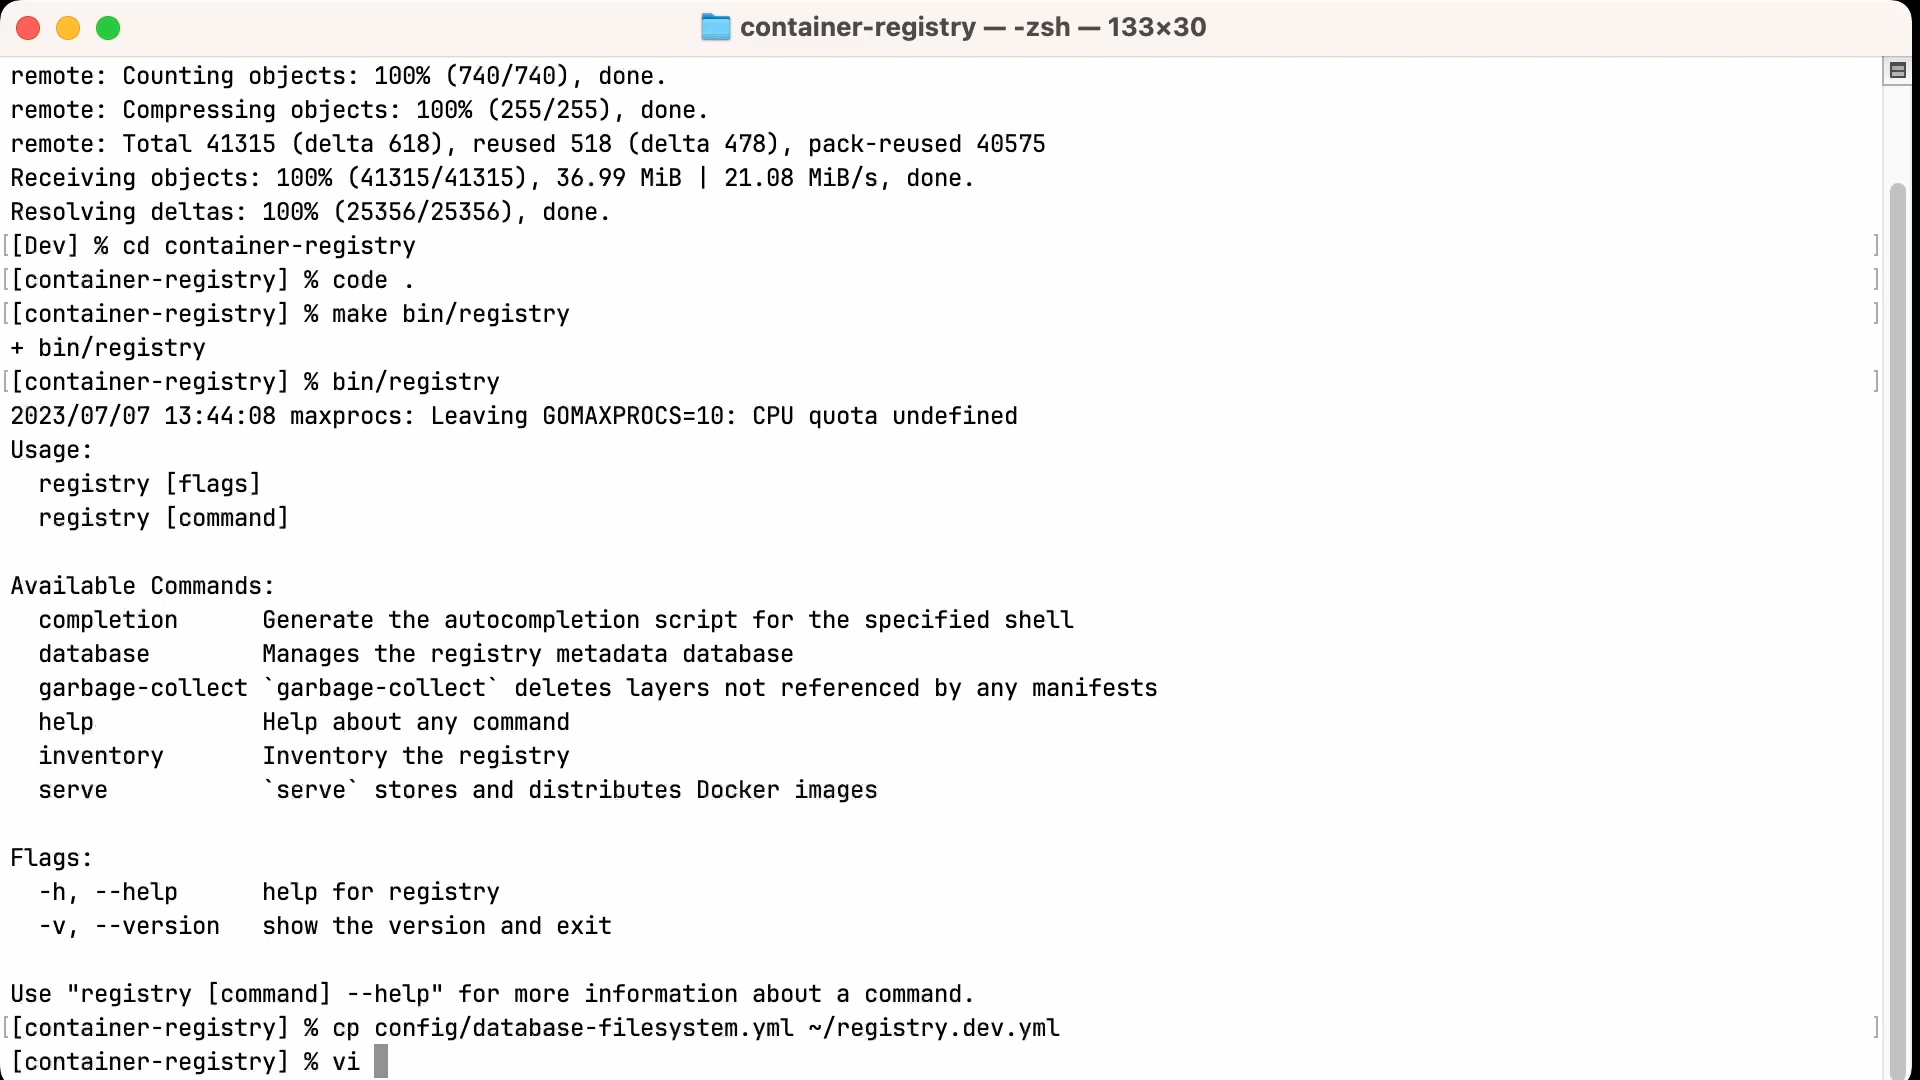 container-registry — -zsh — 133×30
remote: Counting objects: 100% (740/740), done.
remote: Compressing objects: 100% (255/255), done.
remote: Total 41315 (delta 618), reused 518 (delta 478), pack-reused 40575
Receiving objects: 100% (41315/41315), 36.99 MiB | 21.08 MiB/s, done.
Resolving deltas: 100% (25356/25356), done.
[[Dev] % cd container-registry ]
[[container-registry] % code . ]
[[container-registry] % make bin/registry ]
+ bin/registry
[[container-registry] % bin/registry ]
2023/07/07 13:44:08 maxprocs: Leaving GOMAXPROCS=10: CPU quota undefined
Usage:
  registry [flags]
  registry [command]

Available Commands:
  completion      Generate the autocompletion script for the specified shell
  database        Manages the registry metadata database
  garbage-collect `garbage-collect` deletes layers not referenced by any manifests
  help            Help about any command
  inventory       Inventory the registry
  serve           `serve` stores and distributes Docker images

Flags:
  -h, --help      help for registry
  -v, --version   show the version and exit

Use "registry [command] --help" for more information about a command.
[[container-registry] % cp config/database-filesystem.yml ~/registry.dev.yml ]
[container-registry] % vi